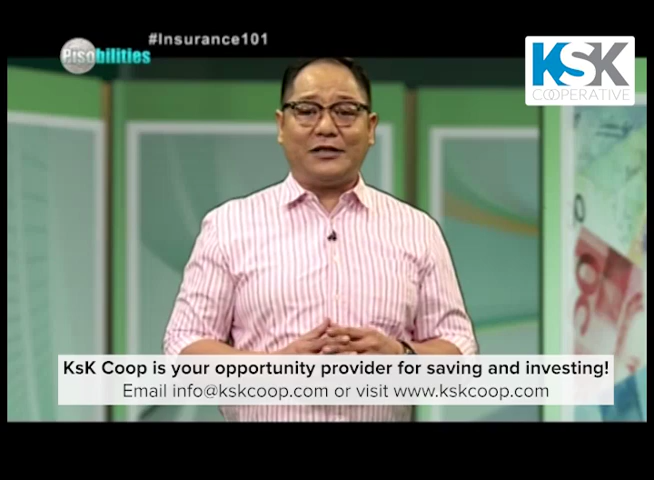 #Insurance101
Pisobilities
KSK
COOPERATIVE
KsK Coop is your opportunity provider for saving and investing!
Email info@kskcoop.com or visit www.kskcoop.com